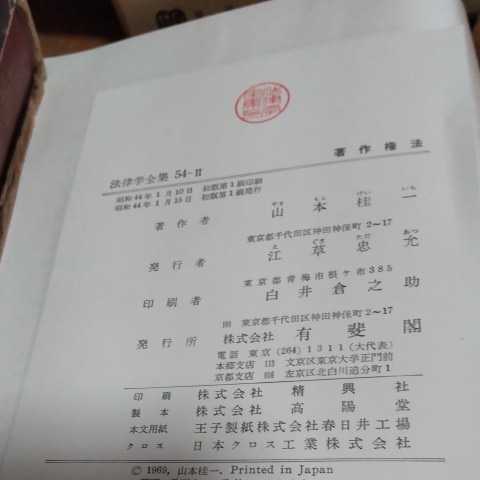 著作権法
法律学全集 54-II
昭和44年1月10日 初版第1刷印刷
昭和44年1月15日 初版第1刷発行
著作者 山本桂一
東京都千代田区神田神保町2〜17
発行者 江草忠允
東京都青梅市根ヶ布385
印刷者 白井倉之助
東京都千代田区神田神保町2〜17
発行所 株式会社 有斐閣
電話 東京(264)1311(大代表)
本郷支店 文京区東京大学正門前
京都支店 左京区北白川追分町1
印刷 株式会社 精興社
製本 株式会社 高陽堂
本文用紙 王子製紙株式会社春日井工場
クロス 日本クロス工業株式会社
© 1969, 山本桂一. Printed in Japan